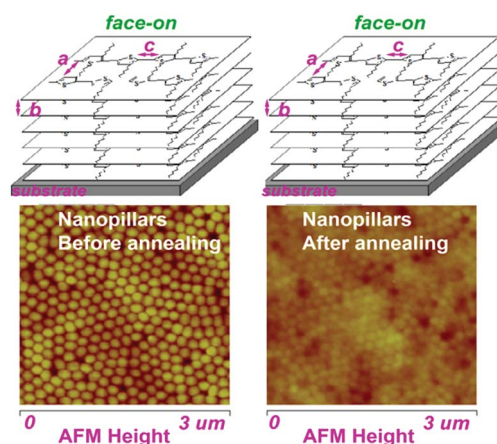 face-on
face-on
a
c
a
c
S
S
S
S
S
S
S
S
b
b
S
S
S
S
S
S
S
S
S
S
substrate
substrate
Nanopillars
Before annealing
Nanopillars
After annealing
0
3 um
0
3 um
AFM Height
AFM Height